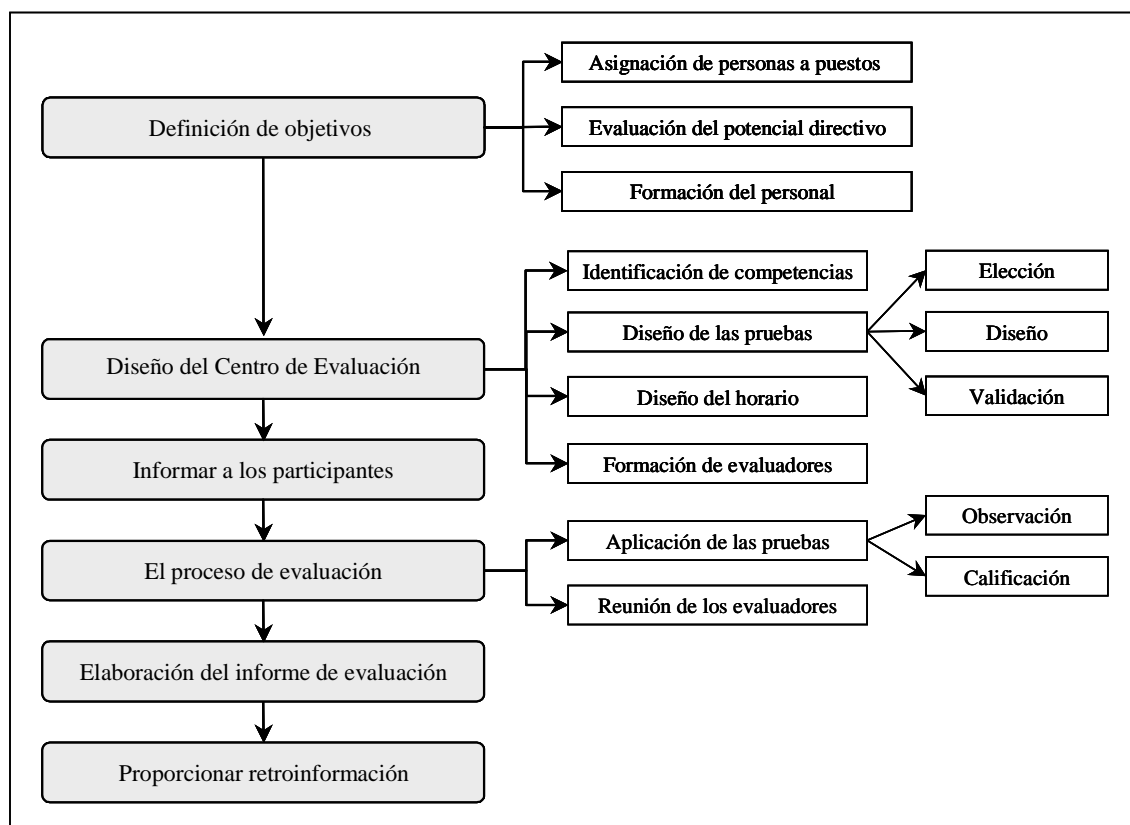 Definición de objetivos
Asignación de personas a puestos
Evaluación del potencial directivo
Formación del personal
Diseño del Centro de Evaluación
Identificación de competencias
Diseño de las pruebas
Elección
Diseño
Validación
Diseño del horario
Formación de evaluadores
Informar a los participantes
El proceso de evaluación
Aplicación de las pruebas
Observación
Calificación
Reunión de los evaluadores
Elaboración del informe de evaluación
Proporcionar retroinformación